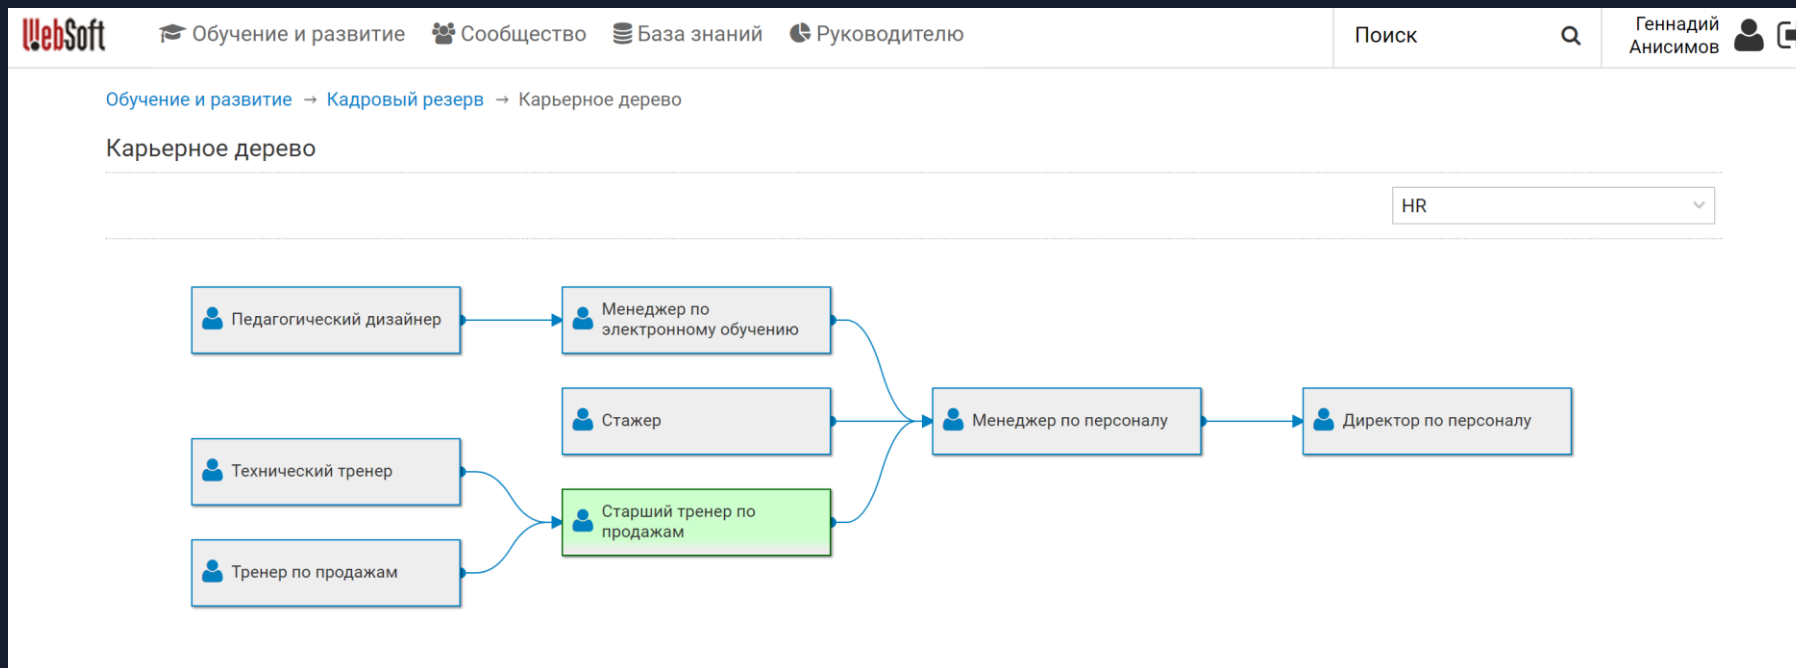 WebSoft
Обучение и развитие
Сообщество
База знаний
Руководителю
Поиск
Геннадий
Анисимов
Обучение и развитие → Кадровый резерв → Карьерное дерево
Карьерное дерево
HR
Педагогический дизайнер
Менеджер по
электронному обучению
Стажер
Менеджер по персоналу
Директор по персоналу
Технический тренер
Старший тренер по
продажам
Тренер по продажам